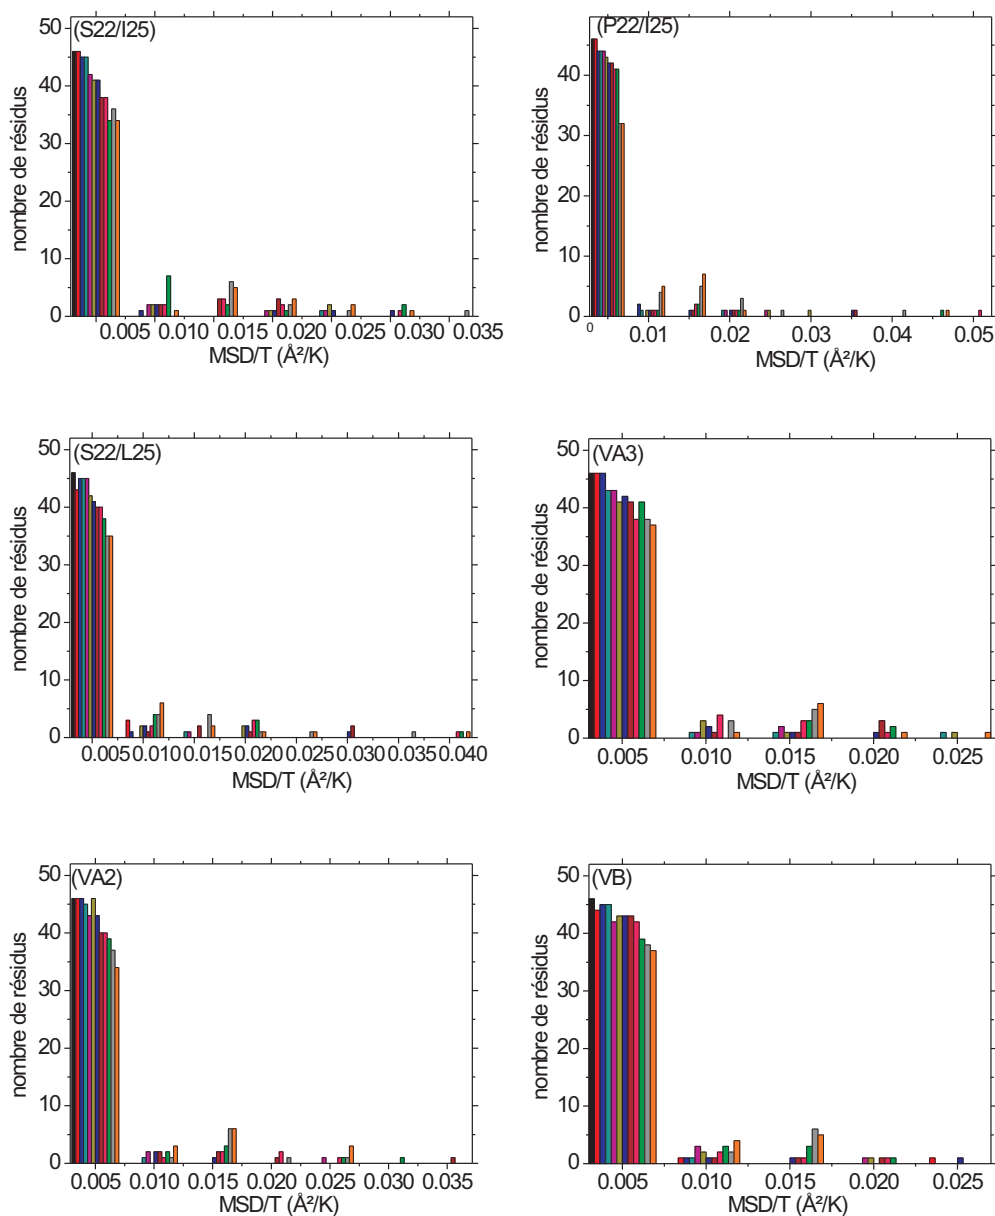 (S22/I25)
50
40
30
20
10
0
nombre de résidus
0.005 0.010 0.015 0.020 0.025 0.030 0.035
MSD/T (Å²/K)
(P22/I25)
40
30
20
10
0
nombre de résidus
0 0.01 0.02 0.03 0.04 0.05
MSD/T (Å²/K)
(S22/L25)
50
40
30
20
10
0
nombre de résidus
0.005 0.010 0.015 0.020 0.025 0.030 0.035 0.040
MSD/T (Å²/K)
(VA3)
50
40
30
20
10
0
nombre de résidus
0.005 0.010 0.015 0.020 0.025
MSD/T (Å²/K)
(VA2)
50
40
30
20
10
0
nombre de résidus
0.005 0.010 0.015 0.020 0.025 0.030 0.035
MSD/T (Å²/K)
(VB)
50
40
30
20
10
0
nombre de résidus
0.005 0.010 0.015 0.020 0.025
MSD/T (Å²/K)